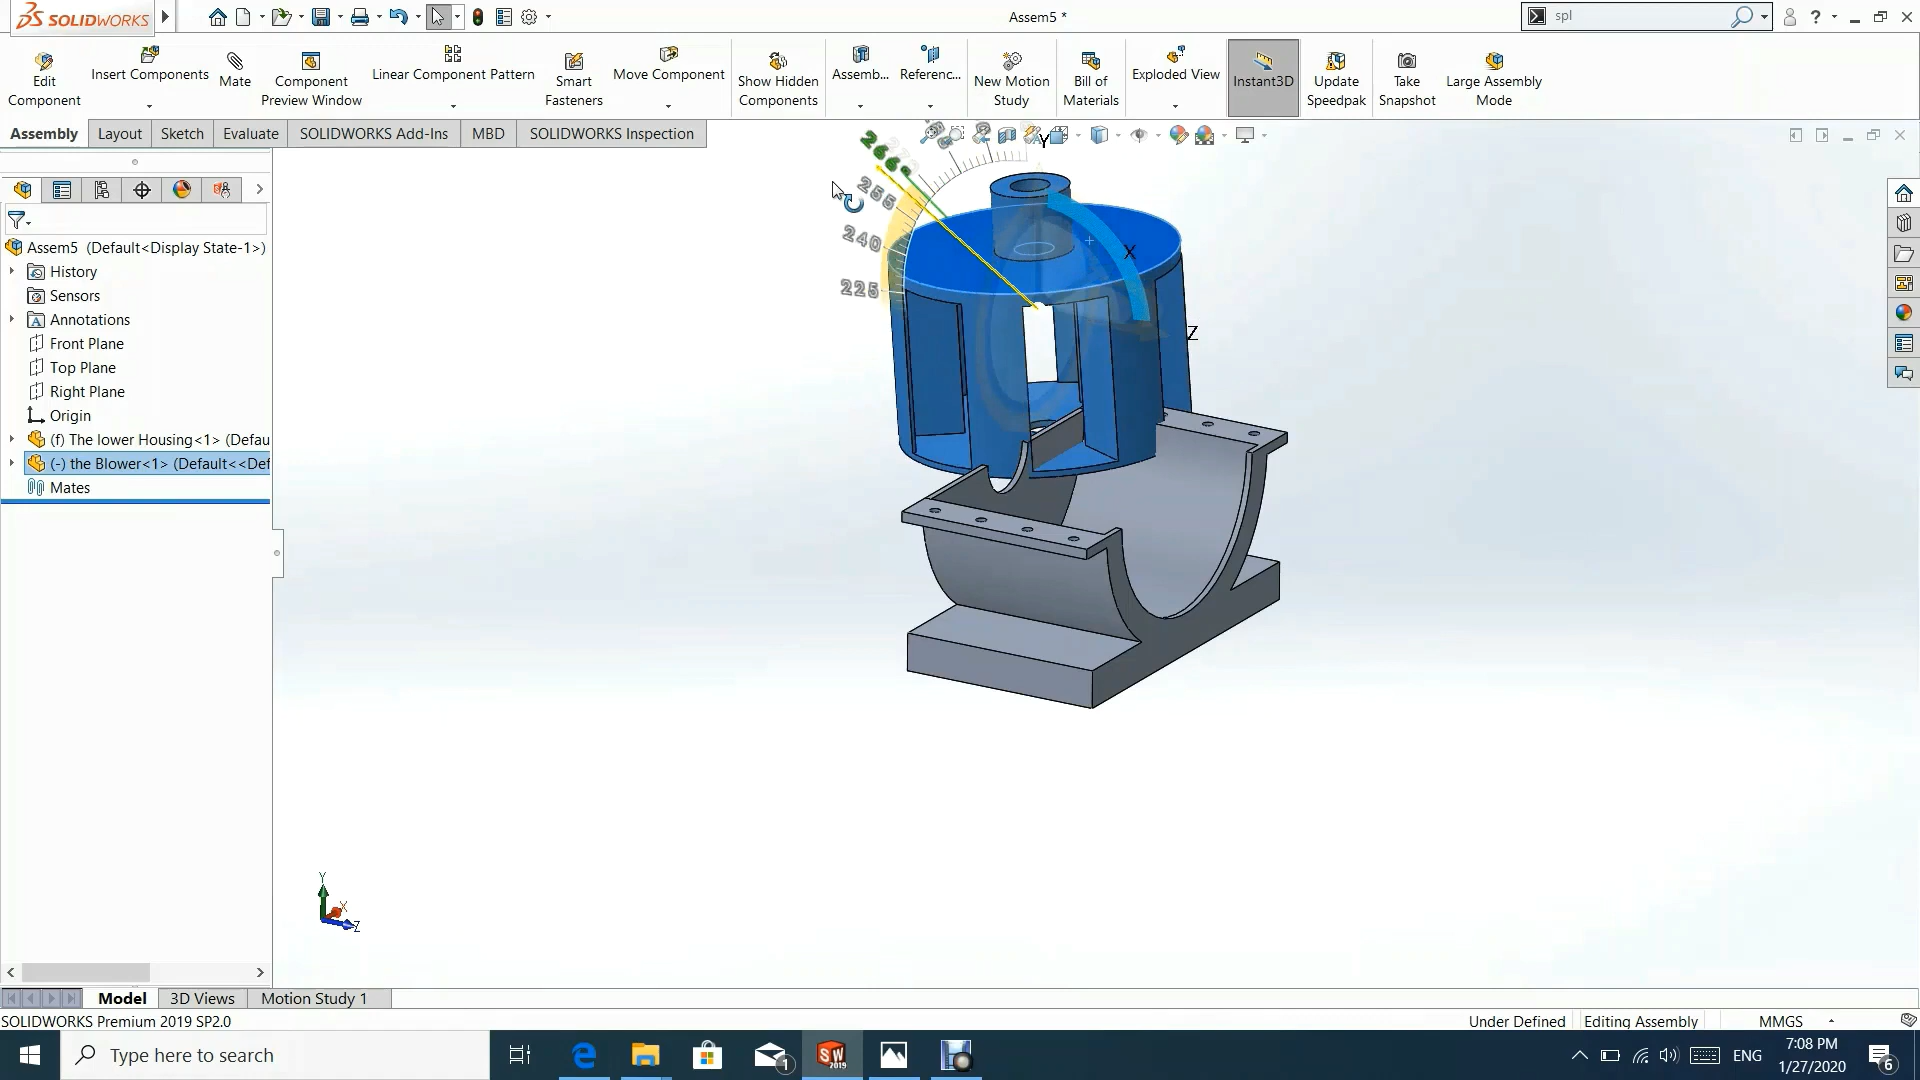 SOLIDWORKS
Assem5 *
spl
Edit Component
Insert Components
Mate
Component Preview Window
Linear Component Pattern
Smart Fasteners
Move Component
Show Hidden Components
Assemb...
Referenc...
New Motion Study
Bill of Materials
Exploded View
Instant3D
Update Speedpak
Take Snapshot
Large Assembly Mode
Assembly
Layout
Sketch
Evaluate
SOLIDWORKS Add-Ins
MBD
SOLIDWORKS Inspection
Assem5 (Default<Display State-1>)
History
Sensors
Annotations
Front Plane
Top Plane
Right Plane
Origin
(f) The lower Housing<1> (Defau
(-) the Blower<1> (Default<<Def
Mates
266
255
240
225
Y
X
Z
Y
X
Z
Model
3D Views
Motion Study 1
SOLIDWORKS Premium 2019 SP2.0
Under Defined
Editing Assembly
MMGS
Type here to search
1
SW
2019
ENG
7:08 PM
1/27/2020
6